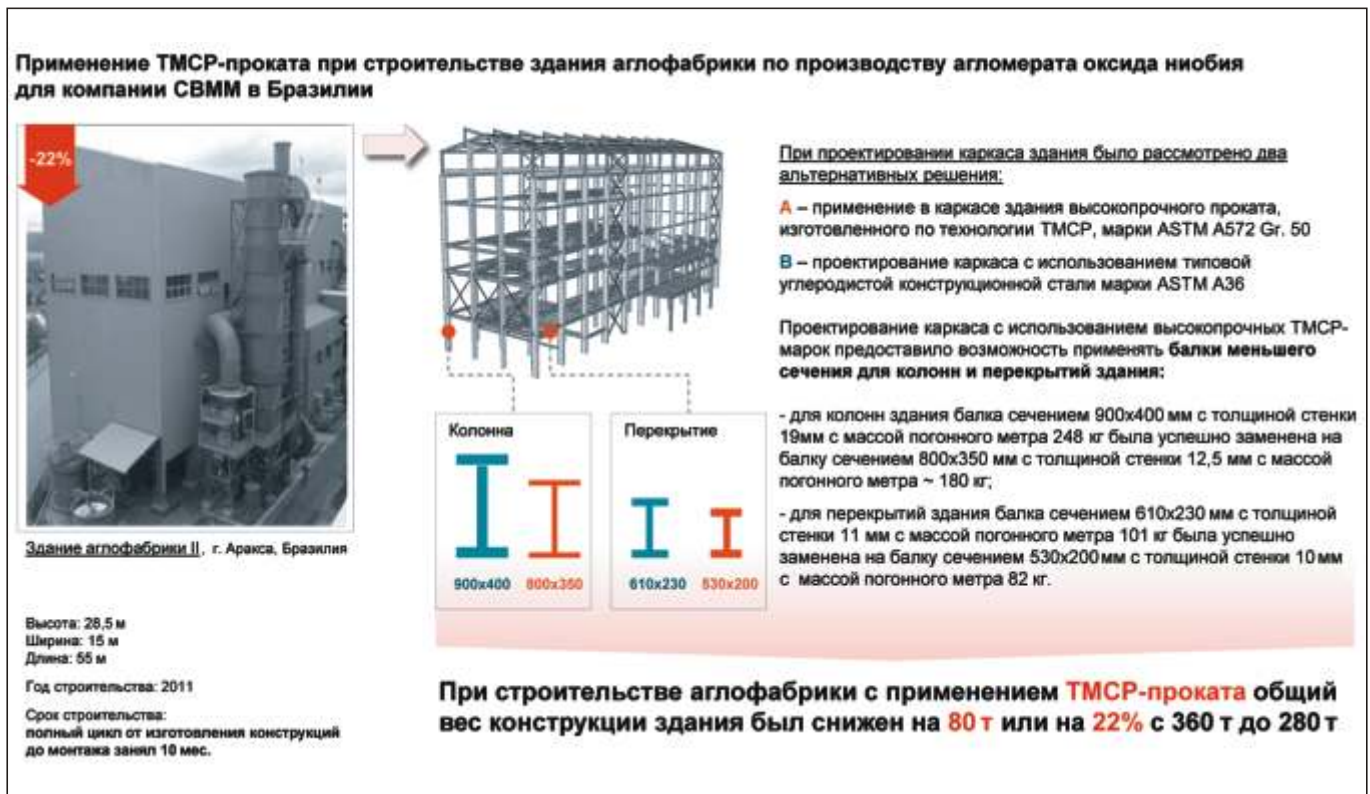 Применение ТМСР-проката при строительстве здания аглофабрики по производству агломерата оксида ниобия
для компании CBMM в Бразилии
-22%
Здание аглофабрики II, г. Аракса, Бразилия
Высота: 28,5 м
Ширина: 15 м
Длина: 55 м
Год строительства: 2011
Срок строительства:
полный цикл от изготовления конструкций
до монтажа занял 10 мес.
Колонна
900x400 800x350
Перекрытие
610x230 530x200
При проектировании каркаса здания было рассмотрено два
альтернативных решения:
A – применение в каркасе здания высокопрочного проката,
изготовленного по технологии ТМСР, марки ASTM A572 Gr. 50
B – проектирование каркаса с использованием типовой
углеродистой конструкционной стали марки ASTM A36
Проектирование каркаса с использованием высокопрочных ТМСР-
марок предоставило возможность применять балки меньшего
сечения для колонн и перекрытий здания:
- для колонн здания балка сечением 900x400 мм с толщиной стенки
19мм с массой погонного метра 248 кг была успешно заменена на
балку сечением 800x350 мм с толщиной стенки 12,5 мм с массой
погонного метра ~ 180 кг;
- для перекрытий здания балка сечением 610x230 мм с толщиной
стенки 11 мм с массой погонного метра 101 кг была успешно
заменена на балку сечением 530x200 мм с толщиной стенки 10 мм
с массой погонного метра 82 кг.
При строительстве аглофабрики с применением ТМСР-проката общий
вес конструкции здания был снижен на 80 т или на 22% с 360 т до 280 т